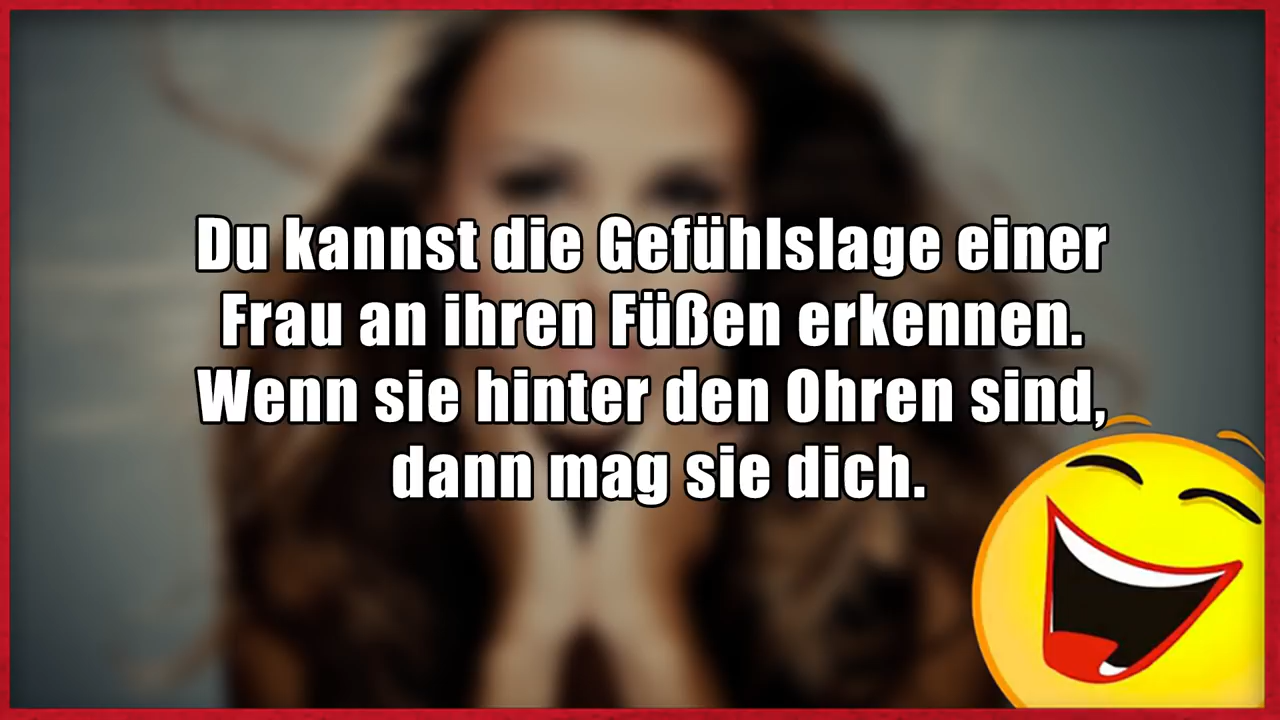 Du kannst die Gefühlslage einer
Frau an ihren Füßen erkennen.
Wenn sie hinter den Ohren sind,
dann mag sie dich.